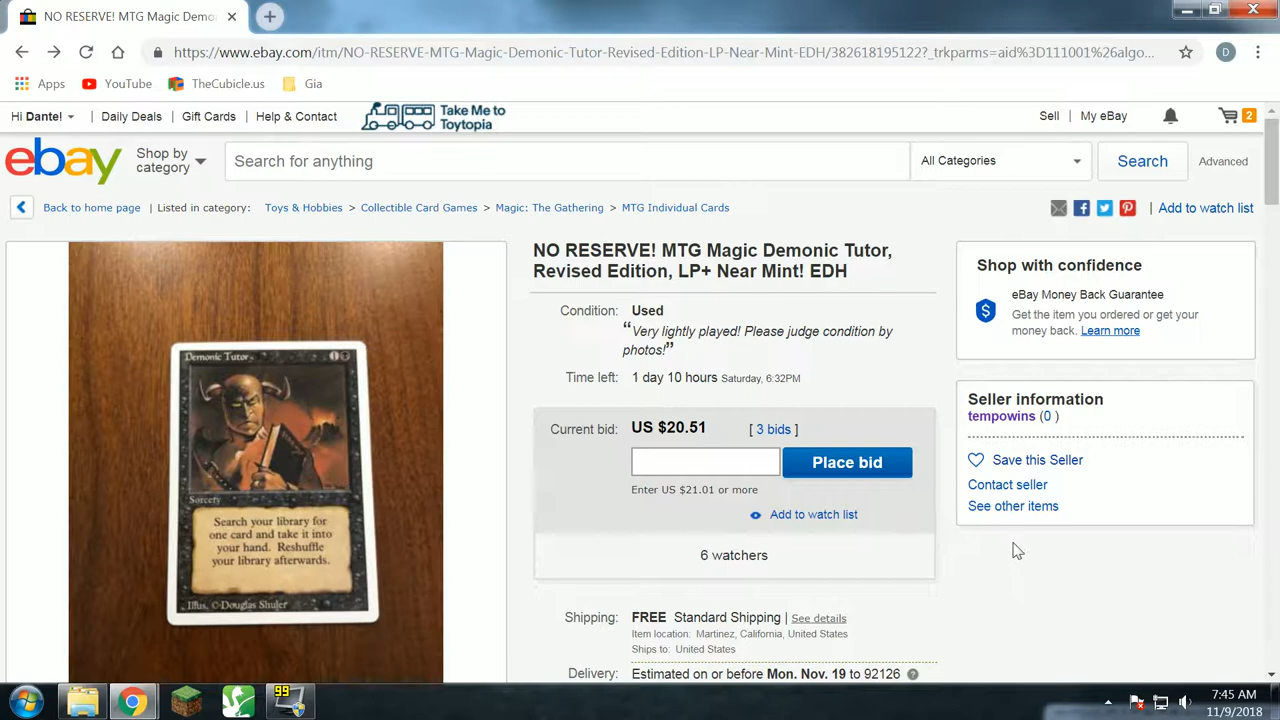 NO RESERVE! MTG Magic Demon
https://www.ebay.com/itm/NO-RESERVE-MTG-Magic-Demonic-Tutor-Revised-Edition-LP-Near-Mint-EDH/382618195122?_trkparms=aid%3D111001%26algo...
D
Apps YouTube TheCubicle.us Gia
Hi Dante! Daily Deals Gift Cards Help & Contact Take Me to Toytopia Sell My eBay 2
ebay
Shop by category
Search for anything
All Categories
Search
Advanced
Back to home page | Listed in category: Toys & Hobbies > Collectible Card Games > Magic: The Gathering > MTG Individual Cards | Add to watch list
Demonic Tutor
1
Sorcery
Search your library for
one card and take it into
your hand. Reshuffle
your library afterwards.
Illus. © Douglas Shuler
NO RESERVE! MTG Magic Demonic Tutor,
Revised Edition, LP+ Near Mint! EDH
Condition: Used
"Very lightly played! Please judge condition by
photos!"
Time left: 1 day 10 hours Saturday, 6:32PM
Current bid: US $20.51 [ 3 bids ]
Place bid
Enter US $21.01 or more
Add to watch list
6 watchers
Shipping: FREE Standard Shipping | See details
Item location: Martinez, California, United States
Ships to: United States
Delivery: Estimated on or before Mon. Nov. 19 to 92126
Shop with confidence
eBay Money Back Guarantee
Get the item you ordered or get your
money back. Learn more
Seller information
tempowins (0 )
Save this Seller
Contact seller
See other items
99
7:45 AM
11/9/2018